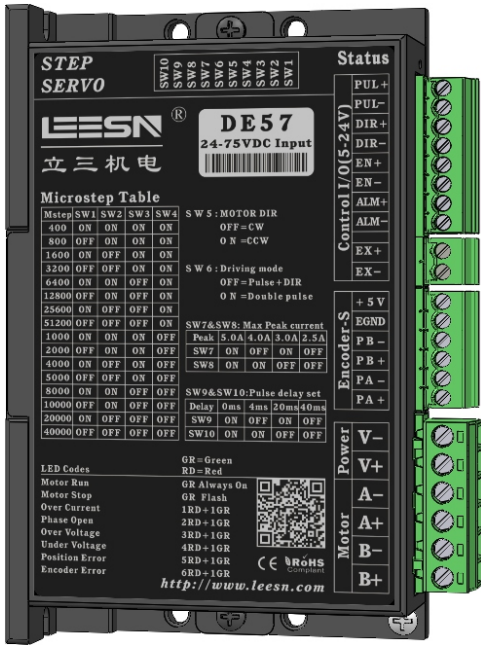 STEP
SERVO
SW10
SW9
SW8
SW7
SW6
SW5
SW4
SW3
SW2
SW1
Status
LEESN ®
立三机电
DE57
24-75VDC Input
Microstep Table
Mstep SW1 SW2 SW3 SW4
400 ON ON ON ON
800 OFF ON ON ON
1600 ON OFF ON ON
3200 OFF OFF ON ON
6400 ON ON OFF ON
12800 OFF ON OFF ON
25600 ON OFF OFF ON
51200 OFF OFF OFF ON
1000 ON ON ON OFF
2000 OFF ON ON OFF
4000 ON OFF ON OFF
5000 OFF OFF ON OFF
8000 ON ON OFF OFF
10000 OFF ON OFF OFF
20000 ON OFF OFF OFF
40000 OFF OFF OFF OFF
SW5: MOTOR DIR
OFF=CW
ON=CCW
SW6: Driving mode
OFF=Pulse+DIR
ON=Double pulse
SW7&SW8: Max Peak current
Peak 5.0A 4.0A 3.0A 2.5A
SW7 ON OFF ON OFF
SW8 ON ON OFF OFF
SW9&SW10:Pulse delay set
Delay 0ms 4ms 20ms 40ms
SW9 ON OFF ON OFF
SW10 ON ON OFF OFF
GR=Green
LED Codes RD=Red
Motor Run GR Always On
Motor Stop GR Flash
Over Current 1RD+1GR
Phase Open 2RD+1GR
Over Voltage 3RD+1GR
Under Voltage 4RD+1GR
Position Error 5RD+1GR
Encoder Error 6RD+1GR
CE RoHS
Compliant
http://www.leesn.com
Control I/O(5-24V)
PUL+
PUL-
DIR+
DIR-
EN+
EN-
ALM+
ALM-
EX+
EX-
Encoder-S
+5V
EGND
PB-
PB+
PA-
PA+
Power
V-
V+
Motor
A-
A+
B-
B+